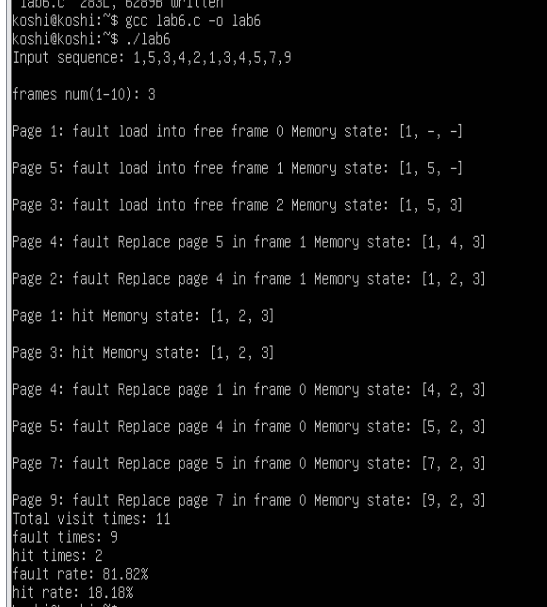 "lab6.c" 283L, 6289B written
koshi@koshi:~$ gcc lab6.c -o lab6
koshi@koshi:~$ ./lab6
Input sequence: 1,5,3,4,2,1,3,4,5,7,9
frames num(1-10): 3
Page 1: fault load into free frame 0 Memory state: [1, -, -]
Page 5: fault load into free frame 1 Memory state: [1, 5, -]
Page 3: fault load into free frame 2 Memory state: [1, 5, 3]
Page 4: fault Replace page 5 in frame 1 Memory state: [1, 4, 3]
Page 2: fault Replace page 4 in frame 1 Memory state: [1, 2, 3]
Page 1: hit Memory state: [1, 2, 3]
Page 3: hit Memory state: [1, 2, 3]
Page 4: fault Replace page 1 in frame 0 Memory state: [4, 2, 3]
Page 5: fault Replace page 4 in frame 0 Memory state: [5, 2, 3]
Page 7: fault Replace page 5 in frame 0 Memory state: [7, 2, 3]
Page 9: fault Replace page 7 in frame 0 Memory state: [9, 2, 3]
Total visit times: 11
fault times: 9
hit times: 2
fault rate: 81.82%
hit rate: 18.18%